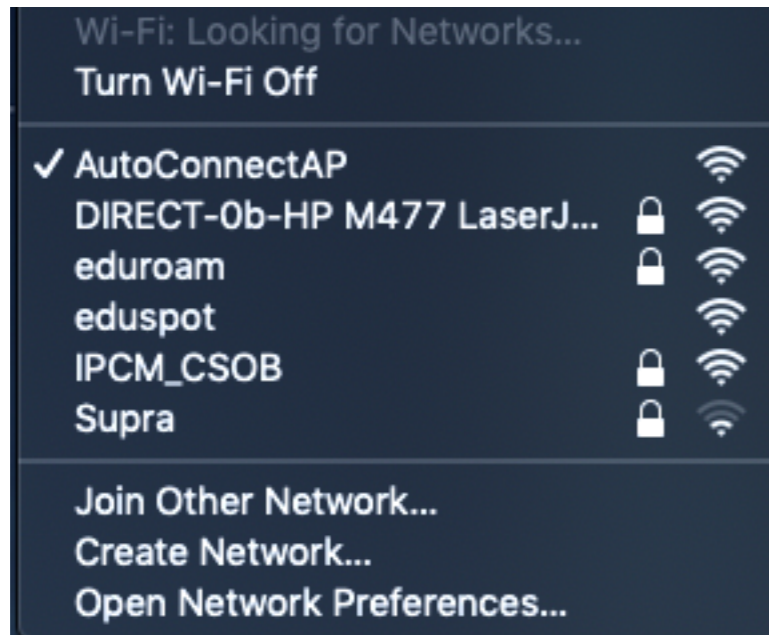 Wi-Fi: Looking for Networks...
Turn Wi-Fi Off
AutoConnectAP
DIRECT-0b-HP M477 LaserJ...
eduroam
eduspot
IPCM_CSOB
Supra
Join Other Network...
Create Network...
Open Network Preferences...